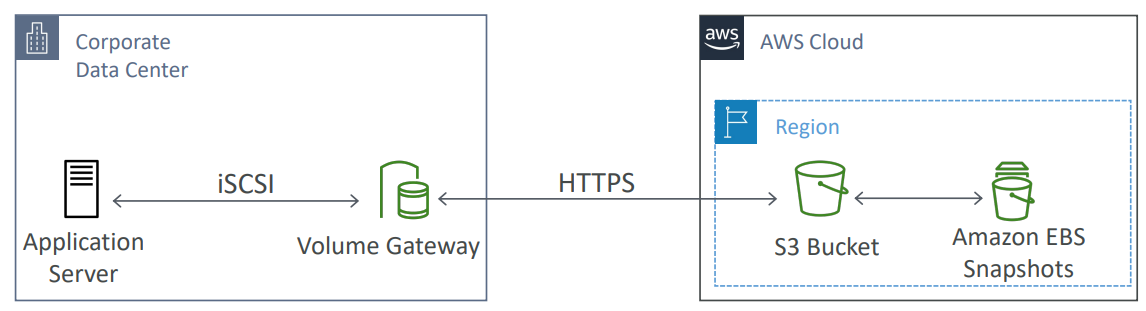 Corporate
Data Center
aws
AWS Cloud
Region
iSCSI
HTTPS
Application
Server
Volume Gateway
S3 Bucket
Amazon EBS
Snapshots